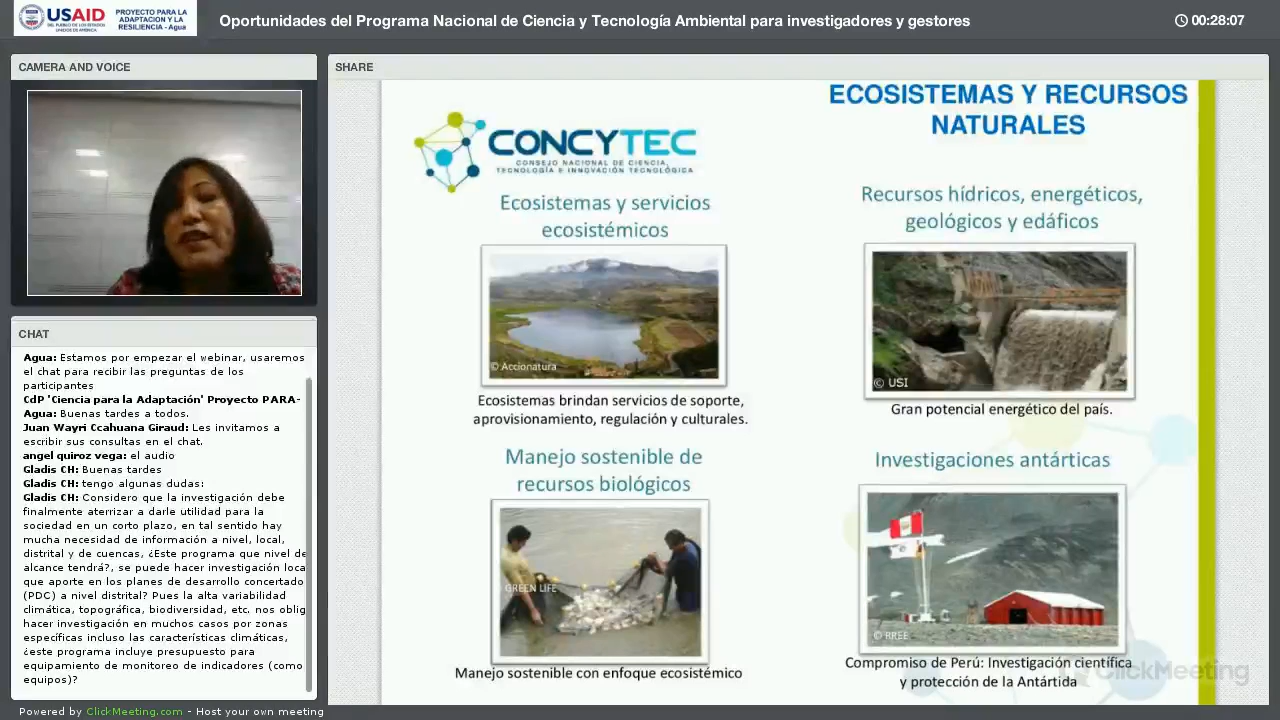 USAID
DEL PUEBLO DE LOS ESTADOS
UNIDOS DE AMÉRICA
PROYECTO PARA LA
ADAPTACIÓN Y LA
RESILIENCIA - Agua
Oportunidades del Programa Nacional de Ciencia y Tecnología Ambiental para investigadores y gestores
00:28:07
CAMERA AND VOICE
CHAT
Agua: Estamos por empezar el webinar, usaremos
el chat para recibir las preguntas de los
participantes
CdP 'Ciencia para la Adaptación' Proyecto PARA-
Agua: Buenas tardes a todos.
Juan Wayri Ccahuana Giraud: Les invitamos a
escribir sus consultas en el chat.
angel quiroz vega: el audio
Gladis CH: Buenas tardes
Gladis CH: tengo algunas dudas:
Gladis CH: Considero que la investigación debe
finalmente aterrizar a darle utilidad para la
sociedad en un corto plazo, en tal sentido hay
mucha necesidad de información a nivel, local,
distrital y de cuencas, ¿Este programa que nivel de
alcance tendrá?, se puede hacer investigación loca
que aporte en los planes de desarrollo concertado
(PDC) a nivel distrital? Pues la alta variabilidad
climática, topográfica, biodiversidad, etc. nos oblig
hacer investigación en muchos casos por zonas
específicas incluso las características climáticas,
¿este programa incluye presupuesto para
equipamiento de monitoreo de indicadores (como
equipos)?
Powered by ClickMeeting.com - Host your own meeting
SHARE
ECOSISTEMAS Y RECURSOS
NATURALES
CONCYTEC
CONSEJO NACIONAL DE CIENCIA,
TECNOLOGÍA E INNOVACIÓN TECNOLÓGICA
Ecosistemas y servicios
ecosistémicos
© Accionatura
Ecosistemas brindan servicios de soporte,
aprovisionamiento, regulación y culturales.
Recursos hídricos, energéticos,
geológicos y edáficos
© USI
Gran potencial energético del país.
Manejo sostenible de
recursos biológicos
GREEN LIFE
Manejo sostenible con enfoque ecosistémico
Investigaciones antárticas
© RREE
Compromiso de Perú: Investigación científica
y protección de la Antártida
ClickMeeting